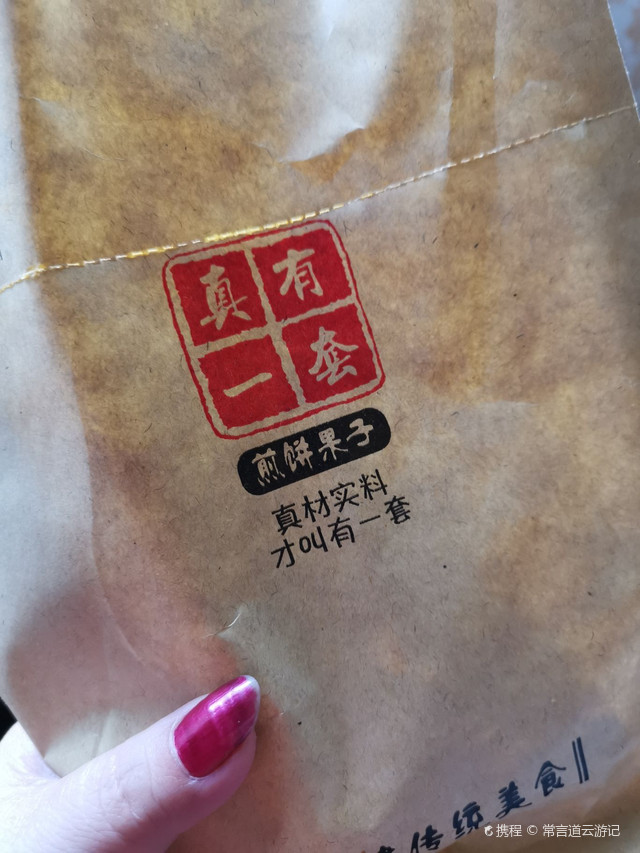 真有
一套
煎饼果子
真材实料
才叫有一套
传统美食
携程 © 常言道云游记